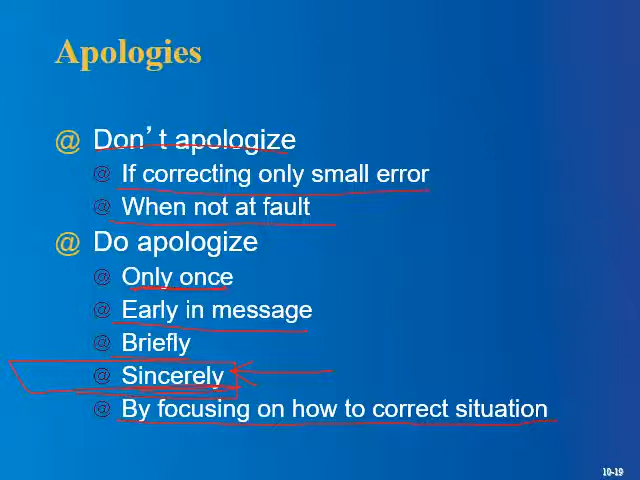 Apologies
@ Don’t apologize
@ If correcting only small error
@ When not at fault
@ Do apologize
@ Only once
@ Early in message
@ Briefly
@ Sincerely
@ By focusing on how to correct situation
10-19